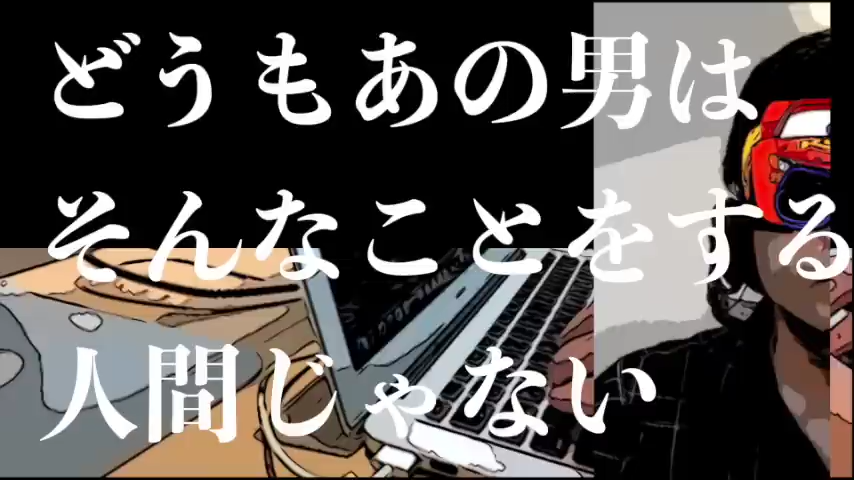 どうもあの男は
そんなことをする
人間じゃない